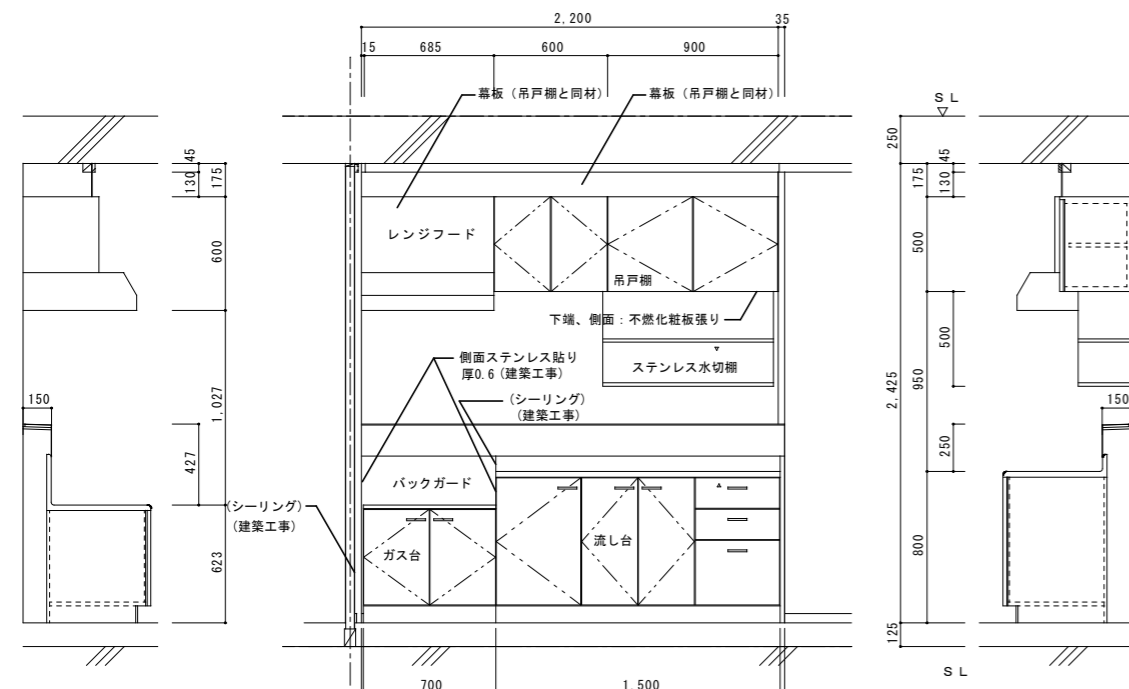 2,200
35
15
685
600
900
幕板（吊戸棚と同材）
幕板（吊戸棚と同材）
ＳＬ
250
45
175
130
45
175
130
レンジフード
600
500
吊戸棚
下端、側面：不燃化粧板張り
500
ステンレス水切棚
側面ステンレス貼り
厚0.6（建築工事）
950
2,425
150
1,027
（シーリング）
（建築工事）
150
427
250
バックガード
（シーリング）
（建築工事）
ガス台
流し台
623
800
125
ＳＬ
700
1,500